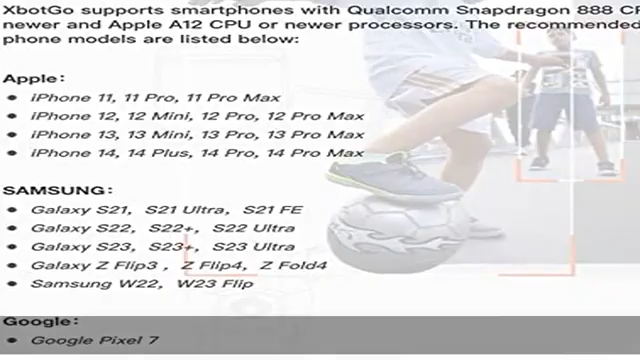 XbotGo supports smartphones with Qualcomm Snapdragon 888 CP
newer and Apple A12 CPU or newer processors. The recommended
phone models are listed below:
Apple:
• iPhone 11, 11 Pro, 11 Pro Max
• iPhone 12, 12 Mini, 12 Pro, 12 Pro Max
• iPhone 13, 13 Mini, 13 Pro, 13 Pro Max
• iPhone 14, 14 Plus, 14 Pro, 14 Pro Max
SAMSUNG:
• Galaxy S21, S21 Ultra, S21 FE
• Galaxy S22, S22+, S22 Ultra
• Galaxy S23, S23+, S23 Ultra
• Galaxy Z Flip3 , Z Flip4, Z Fold4
• Samsung W22, W23 Flip
Google:
• Google Pixel 7